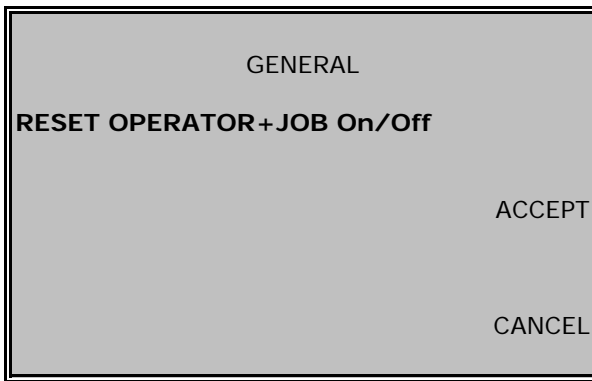 GENERAL
RESET OPERATOR+JOB On/Off
ACCEPT
CANCEL